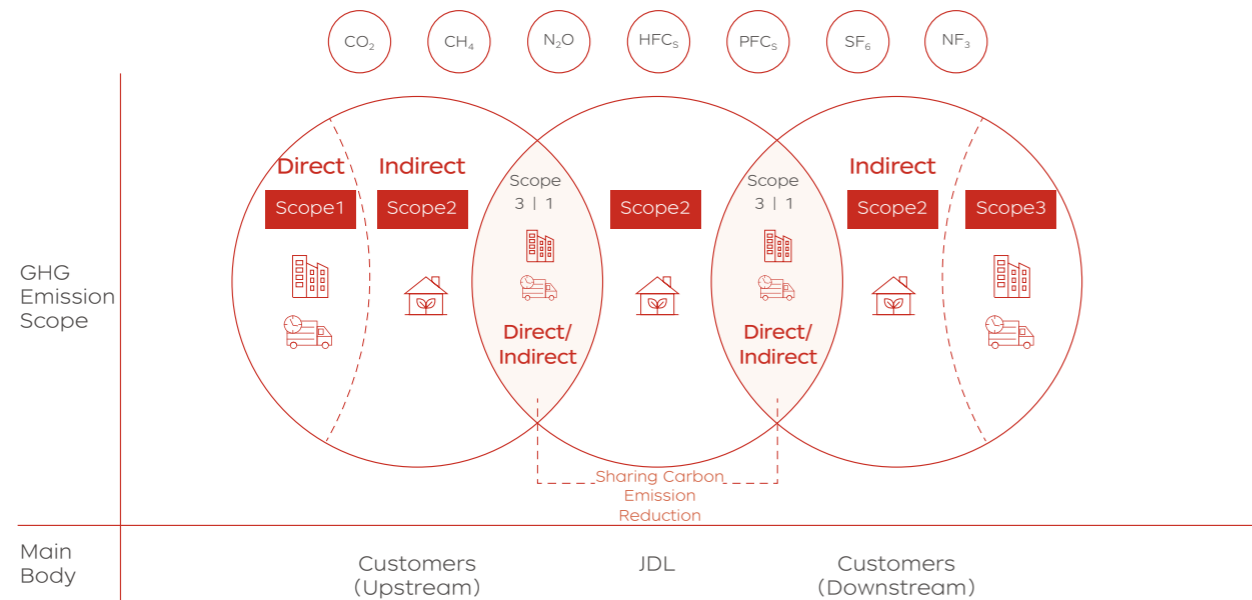 CO₂ CH₄ N₂O HFCₛ PFCₛ SF₆ NF₃
GHG
Emission
Scope
Direct
Scope1
Indirect
Scope2
Scope
3 | 1
Direct/
Indirect
Scope2
Scope
3 | 1
Direct/
Indirect
Indirect
Scope2
Scope3
Sharing Carbon
Emission
Reduction
Main
Body
Customers
(Upstream)
JDL
Customers
(Downstream)